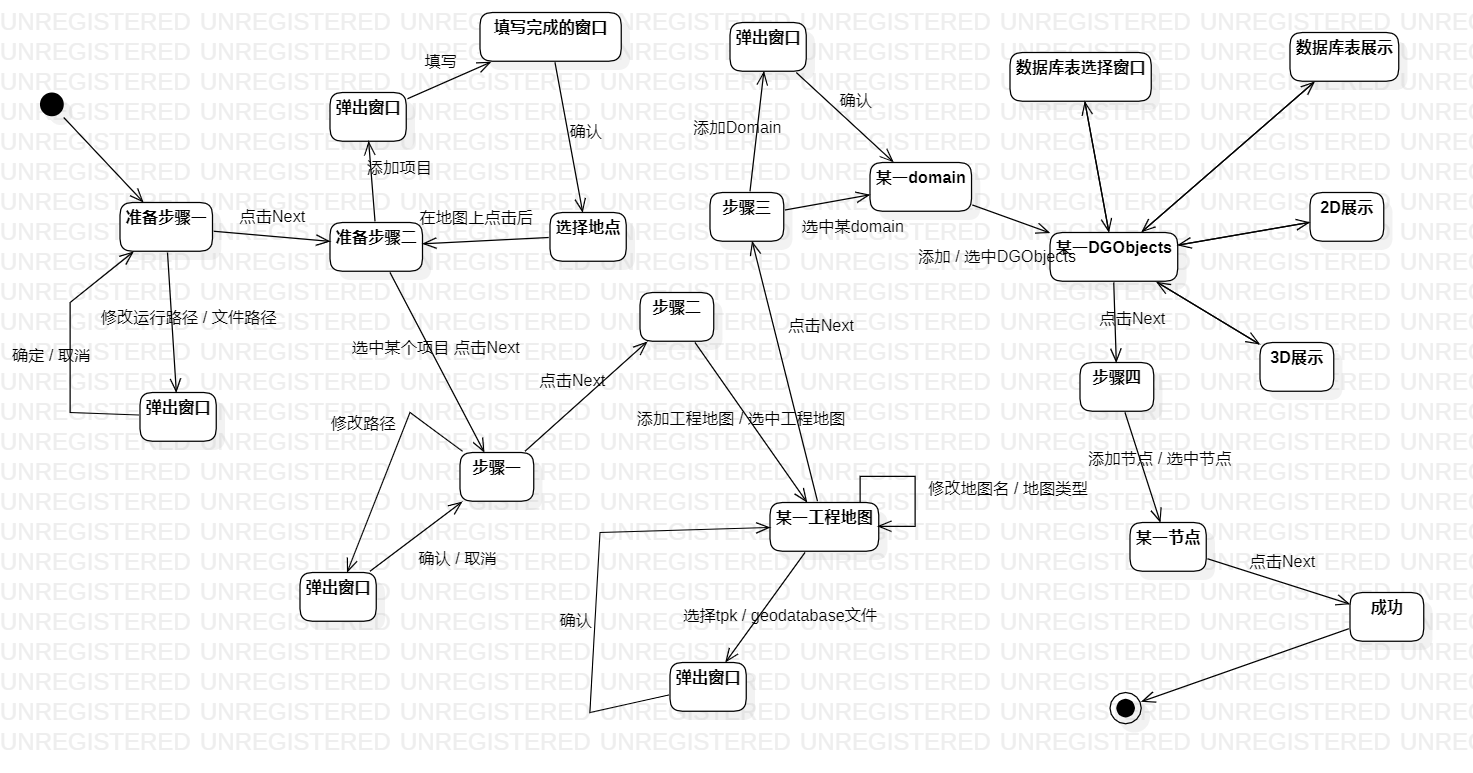 填写完成的窗口
弹出窗口
数据库表展示
填写
数据库表选择窗口
弹出窗口
确认
添加Domain
确认
添加项目
某一domain
准备步骤一
点击Next
在地图上点击后
步骤三
2D展示
准备步骤二
选择地点
选中某domain
添加 / 选中DGObjects
某一DGObjects
修改运行路径 / 文件路径
步骤二
点击Next
点击Next
确定 / 取消
选中某个项目 点击Next
3D展示
点击Next
步骤四
弹出窗口
修改路径
添加工程地图 / 选中工程地图
步骤一
添加节点 / 选中节点
修改地图名 / 地图类型
某一工程地图
某一节点
确认 / 取消
点击Next
弹出窗口
确认
选择tpk / geodatabase文件
成功
弹出窗口
UNREGISTERED